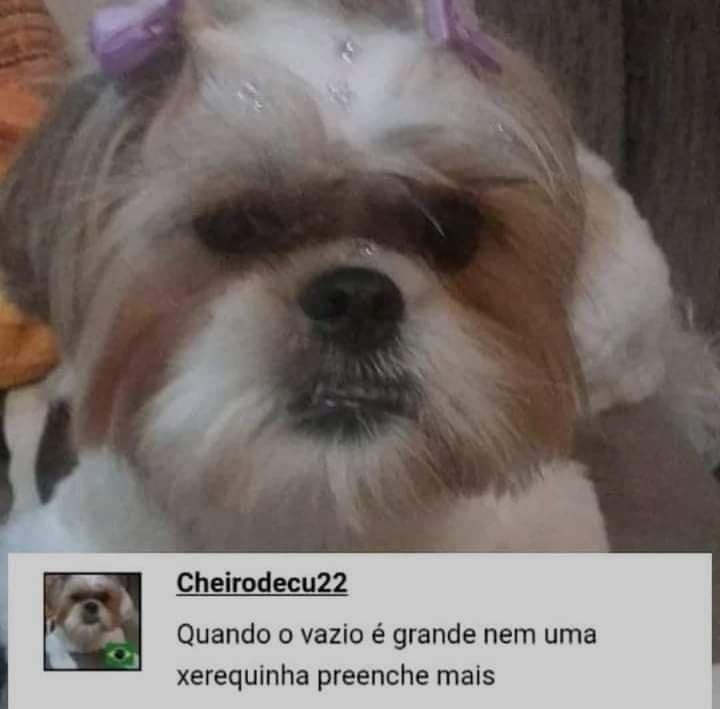 Cheirodecu22
Quando o vazio é grande nem uma
xerequinha preenche mais